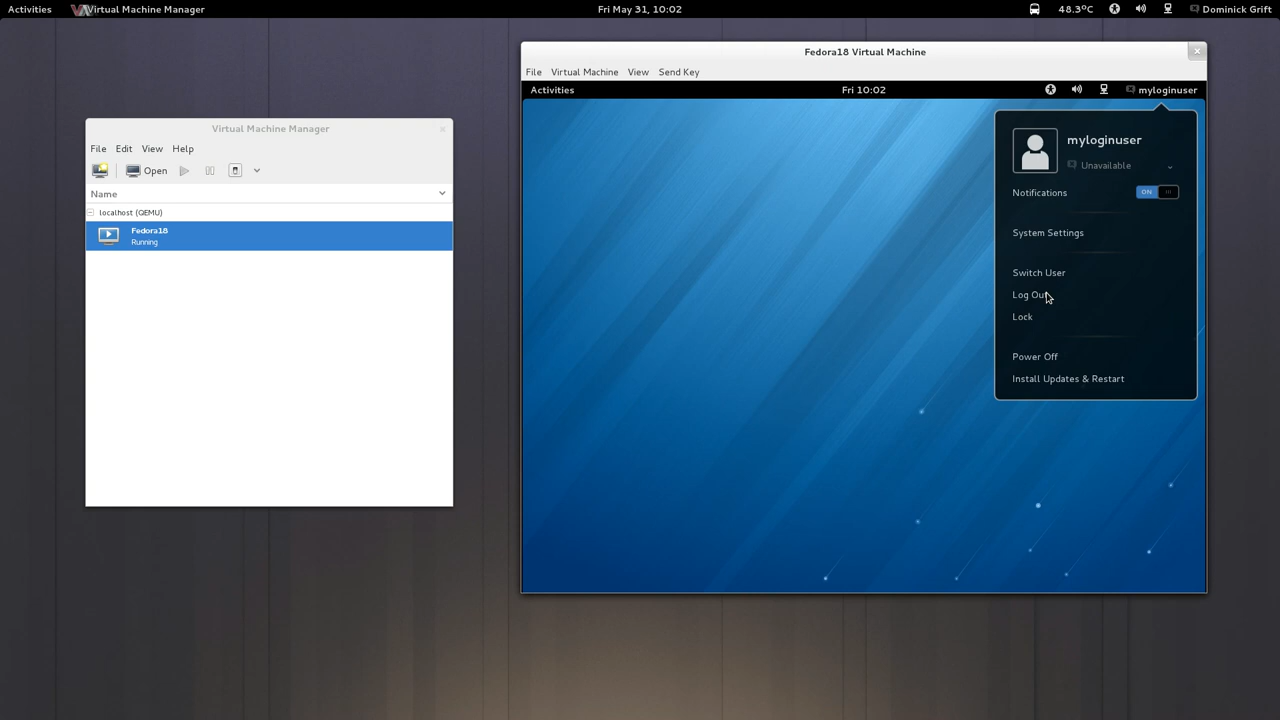 Activities Virtual Machine Manager Fri May 31, 10:02 48.3°C Dominick Grift
Fedora18 Virtual Machine
File Virtual Machine View Send Key
Activities Fri 10:02 myloginuser
Virtual Machine Manager
File Edit View Help
Open
Name
localhost (QEMU)
Fedora18
Running
myloginuser
Unavailable
Notifications ON
System Settings
Switch User
Log Out
Lock
Power Off
Install Updates & Restart